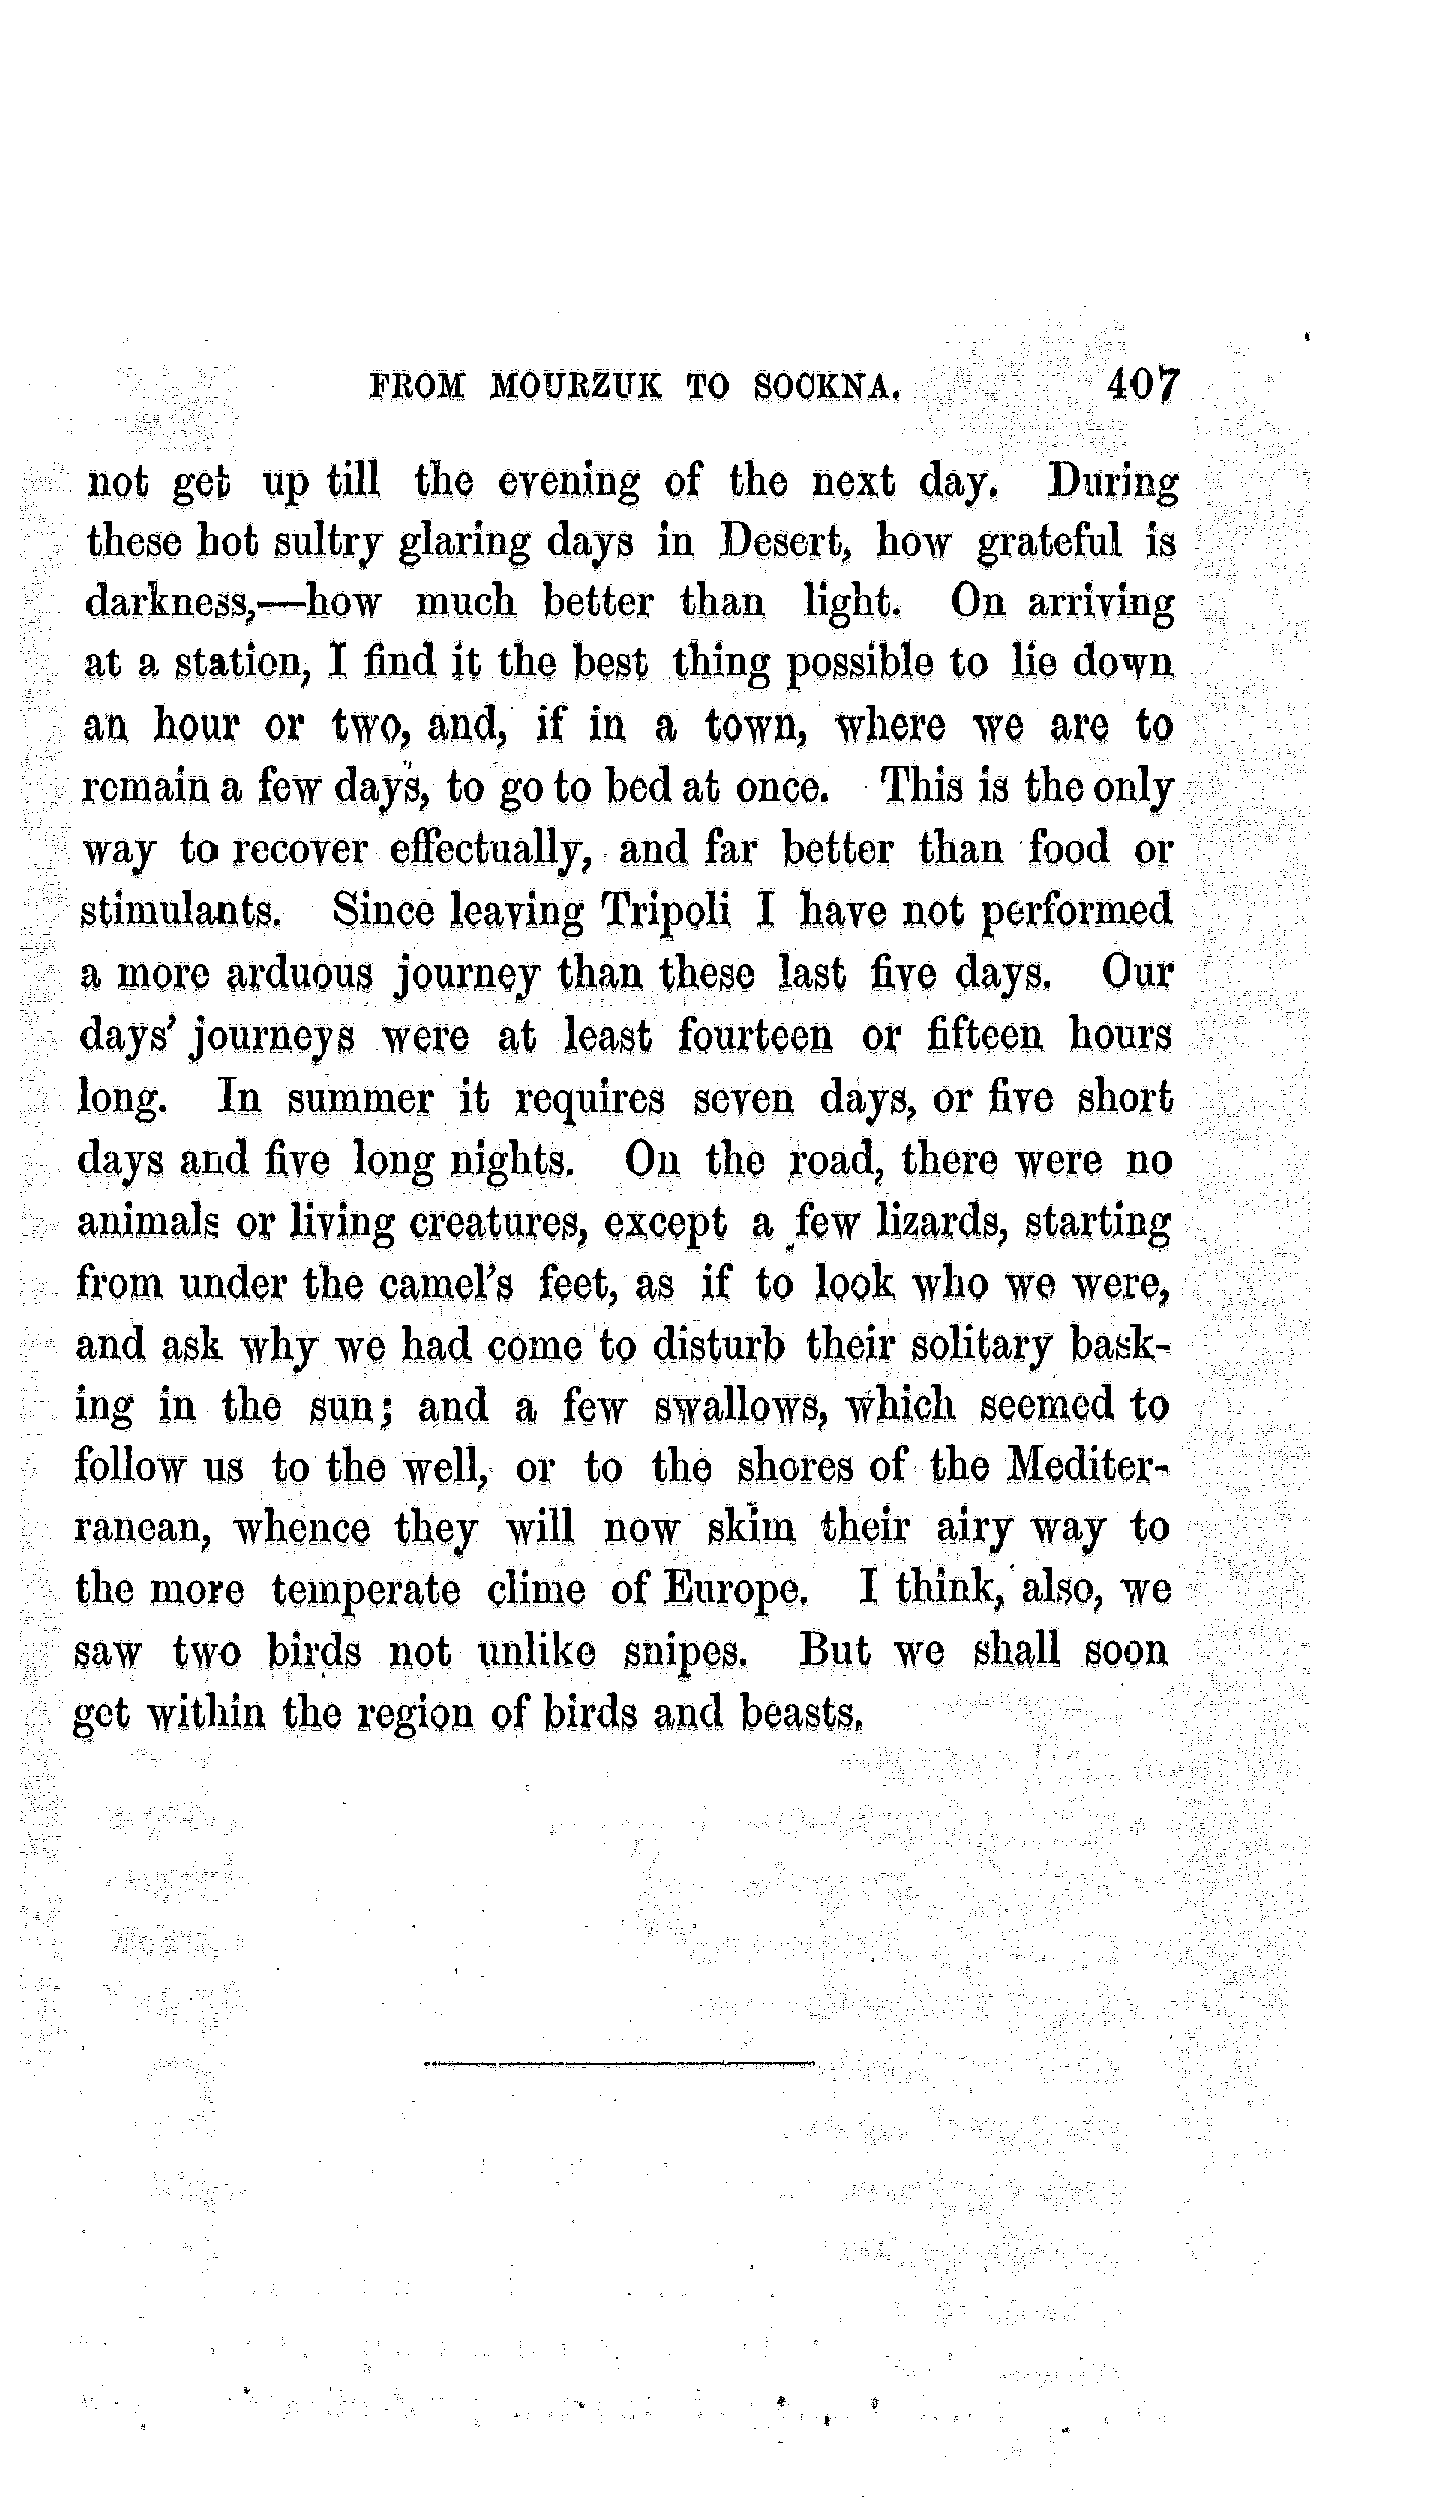 FROM MOURZUK TO SOCKNA. 407
not get up till the evening of the next day. During
these hot sultry glaring days in Desert, how grateful is
darkness,—how much better than light. On arriving
at a station, I find it the best thing possible to lie down
an hour or two, and, if in a town, where we are to
remain a few days, to go to bed at once. This is the only
way to recover effectually, and far better than food or
stimulants. Since leaving Tripoli I have not performed
a more arduous journey than these last five days. Our
days' journeys were at least fourteen or fifteen hours
long. In summer it requires seven days, or five short
days and five long nights. On the road, there were no
animals or living creatures, except a few lizards, starting
from under the camel's feet, as if to look who we were,
and ask why we had come to disturb their solitary bask-
ing in the sun; and a few swallows, which seemed to
follow us to the well, or to the shores of the Mediter-
ranean, whence they will now skim their airy way to
the more temperate clime of Europe. I think, also, we
saw two birds not unlike snipes. But we shall soon
get within the region of birds and beasts.